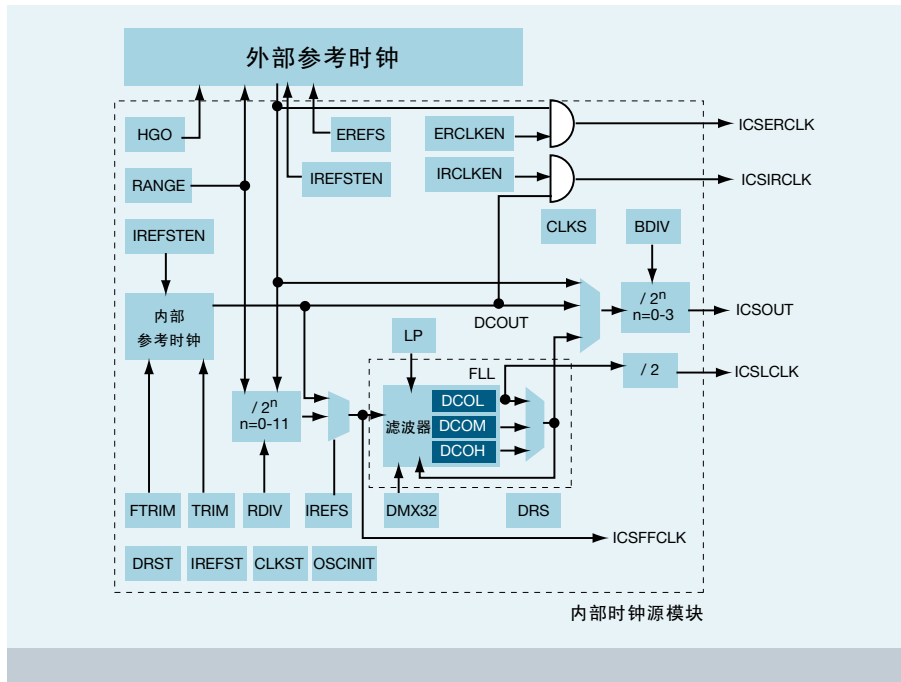 外部参考时钟
HGO
EREFS
ERCLKEN
ICSERCLK
RANGE
IREFSTEN
IRCLKEN
ICSIRCLK
IREFSTEN
CLKS
BDIV
内部
参考时钟
DCOUT
/ 2ⁿ
n=0-3
ICSOUT
LP
FLL
/ 2
ICSLCLK
/ 2ⁿ
n=0-11
滤波器
DCOL
DCOM
DCOH
FTRIM
TRIM
RDIV
IREFS
DMX32
DRS
ICSFFCLK
DRST
IREFST
CLKST
OSCINIT
内部时钟源模块